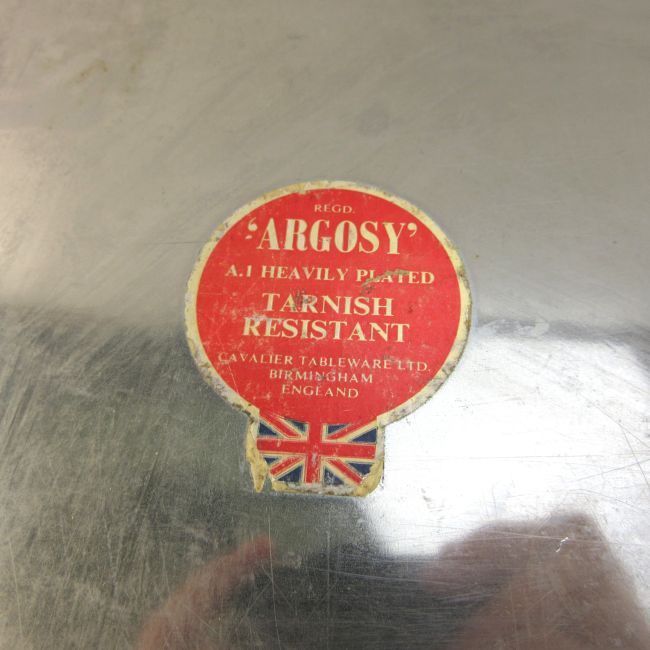 REGD.
'ARGOSY'
A.1 HEAVILY PLATED
TARNISH
RESISTANT
CAVALIER TABLEWARE LTD.
BIRMINGHAM
ENGLAND